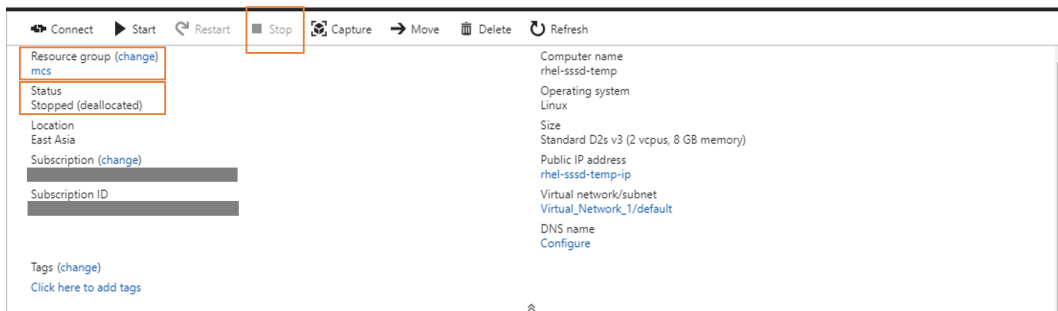 Connect Start Restart Stop Capture Move Delete Refresh
Resource group (change)
mcs
Status
Stopped (deallocated)
Location
East Asia
Subscription (change)
Subscription ID
Tags (change)
Click here to add tags
Computer name
rhel-sssd-temp
Operating system
Linux
Size
Standard D2s v3 (2 vcpus, 8 GB memory)
Public IP address
rhel-sssd-temp-ip
Virtual network/subnet
Virtual_Network_1/default
DNS name
Configure